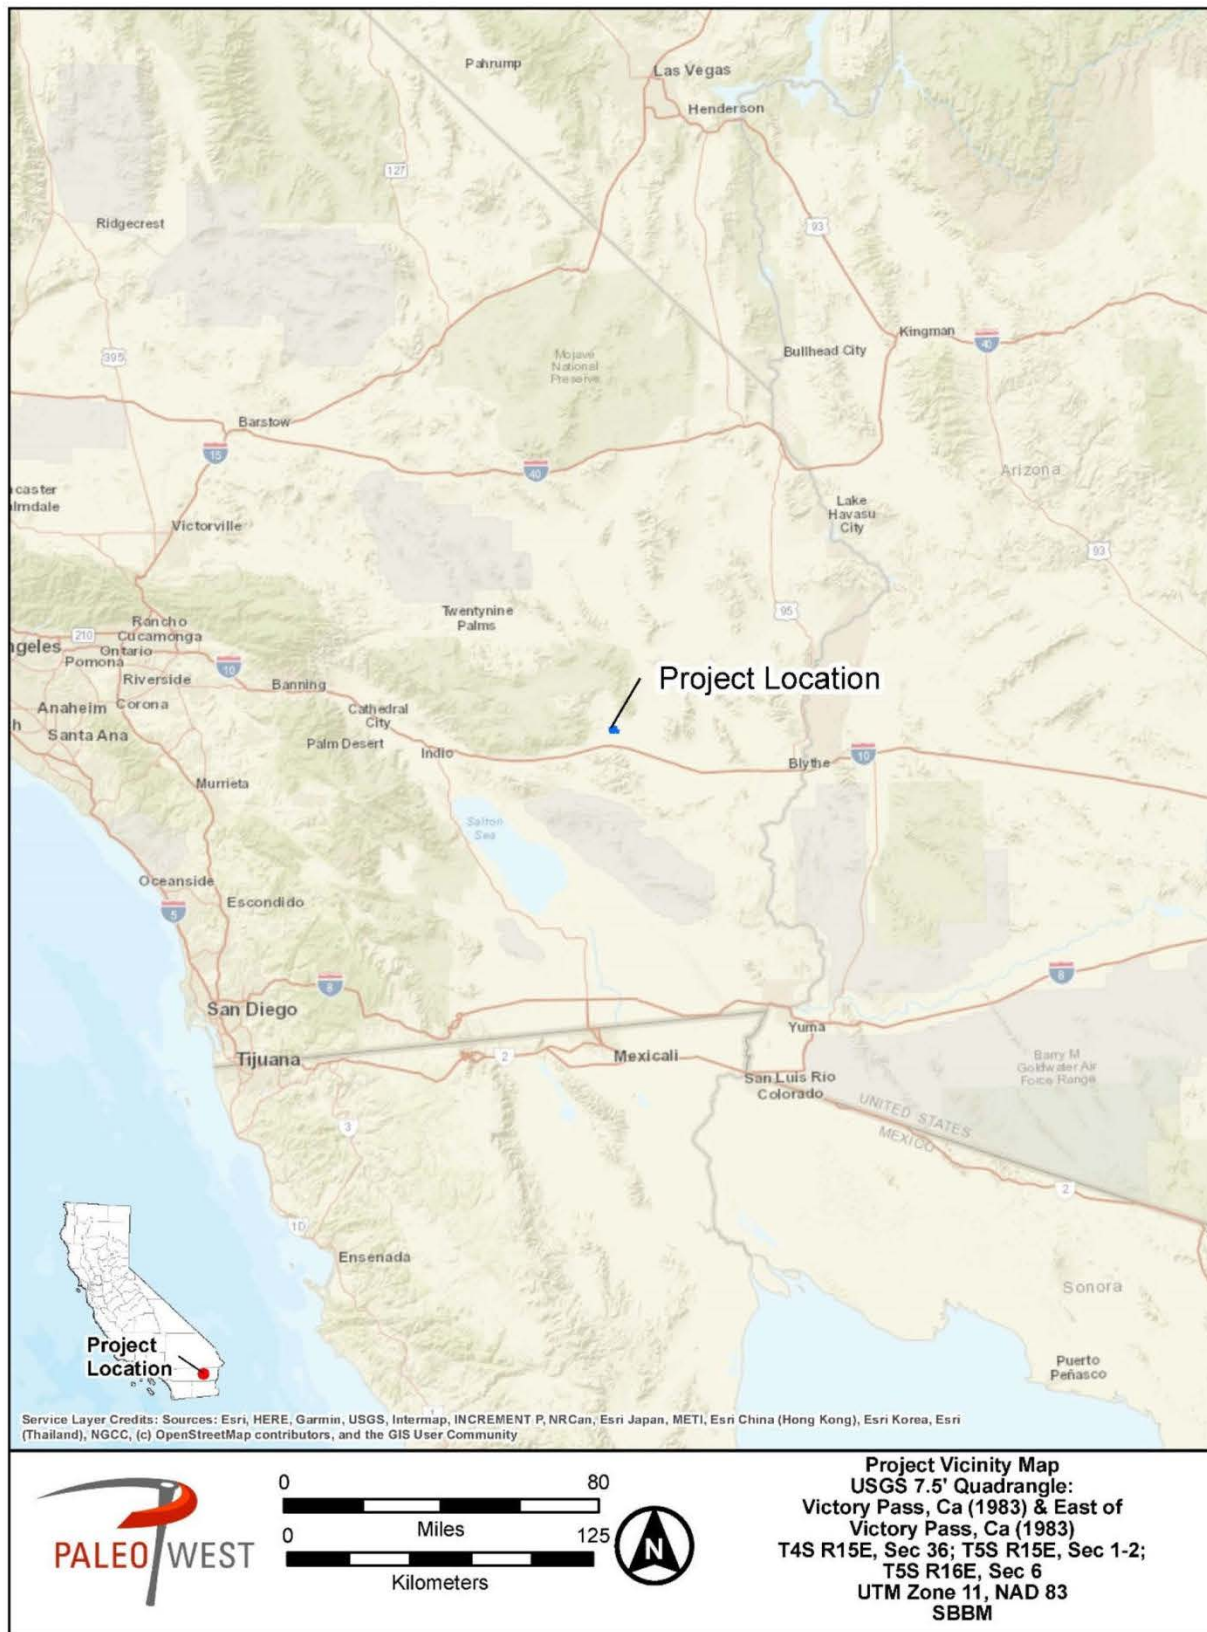 Pahrump
Las Vegas
Henderson
127
Ridgecrest
93
Kingman
40
395
Mojave
National
Preserve
Bullhead City
Barstow
15
40
Arizona
caster
lmdale
Lake
Havasu
City
Victorville
93
Twentynine
Palms
95
Rancho
Cucamonga
210
ngeles
Ontario
Pomona
10
Riverside
Banning
Project Location
Anaheim
Corona
Cathedral
City
h
Santa Ana
Palm Desert
Indio
10
Blythe
Murrieta
Salton
Sea
Oceanside
Escondido
5
8
8
San Diego
Yuma
Tijuana
2
Mexicali
Barry M
Goldwater Air
Force Range
San Luis Rio
Colorado
UNITED STATES
MEXICO
3
2
1D
Ensenada
Sonora
Project
Location
Puerto
Peñasco
1
Service Layer Credits: Sources: Esri, HERE, Garmin, USGS, Intermap, INCREMENT P, NRCan, Esri Japan, METI, Esri China (Hong Kong), Esri Korea, Esri
(Thailand), NGCC, (c) OpenStreetMap contributors, and the GIS User Community
PALEO WEST
0 80
Miles
0 125
Kilometers
N
Project Vicinity Map
USGS 7.5' Quadrangle:
Victory Pass, Ca (1983) & East of
Victory Pass, Ca (1983)
T4S R15E, Sec 36; T5S R15E, Sec 1-2;
T5S R16E, Sec 6
UTM Zone 11, NAD 83
SBBM